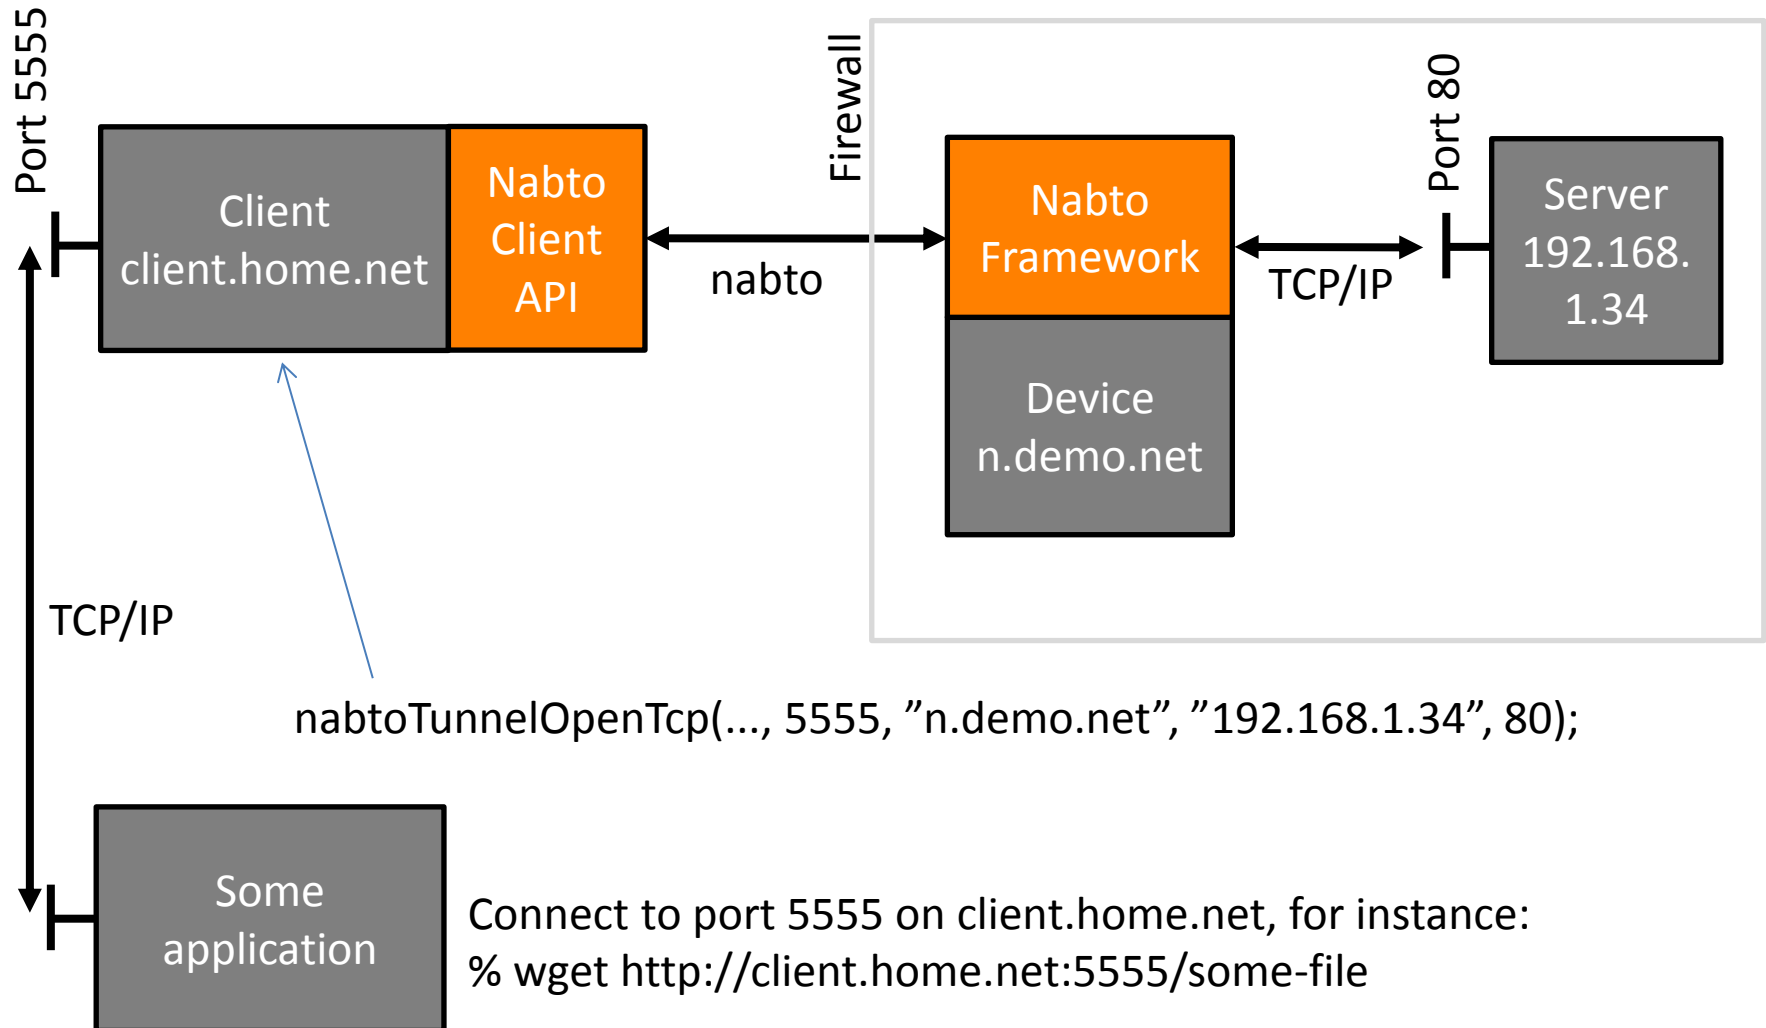 Port 5555
Firewall
Port 80
Client
client.home.net
Nabto
Client
API
nabto
Nabto
Framework
TCP/IP
Server
192.168.
1.34
Device
n.demo.net
TCP/IP
nabtoTunnelOpenTcp(..., 5555, ”n.demo.net”, ”192.168.1.34”, 80);
Some
application
Connect to port 5555 on client.home.net, for instance:
% wget http://client.home.net:5555/some-file